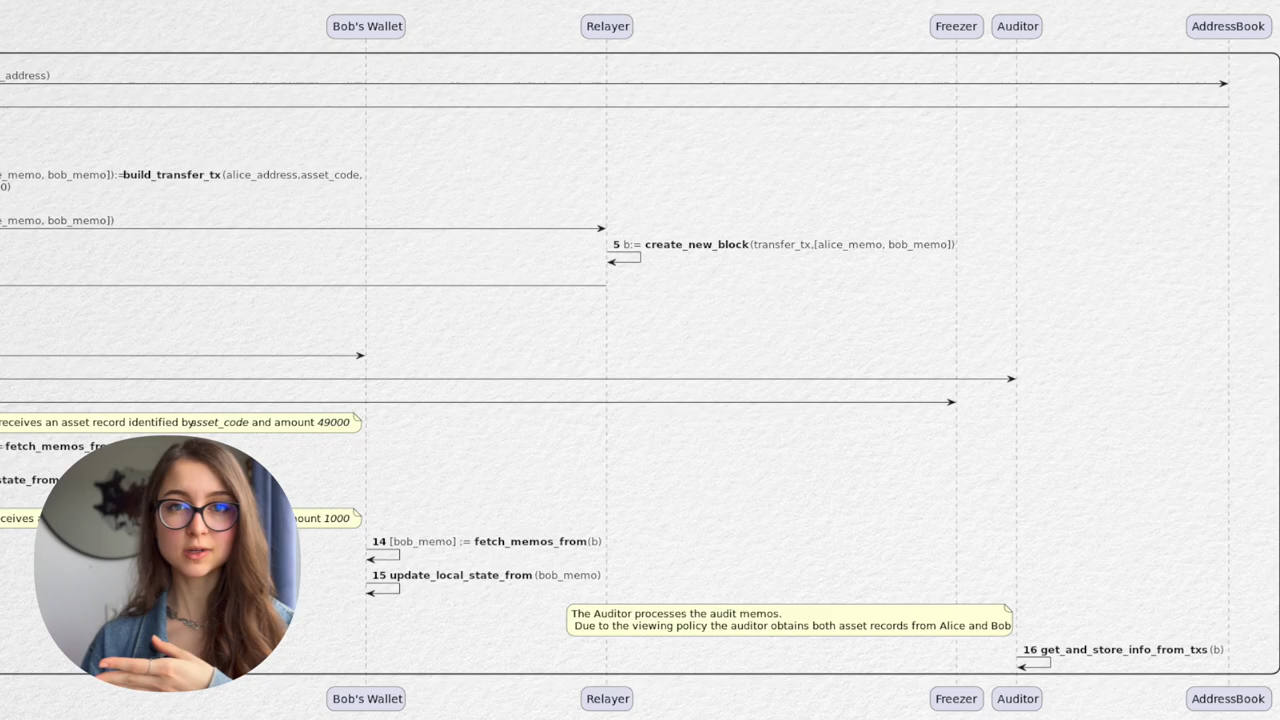 Bob's Wallet Relayer Freezer Auditor AddressBook
_address)
e_memo, bob_memo]):=build_transfer_tx(alice_address,asset_code,
0)
e_memo, bob_memo])
5 b:= create_new_block(transfer_tx,[alice_memo, bob_memo])
receives an asset record identified by asset_code and amount 49000
= fetch_memos_fro
state_from
ceives
ount 1000
14 [bob_memo] := fetch_memos_from(b)
15 update_local_state_from(bob_memo)
The Auditor processes the audit memos.
Due to the viewing policy the auditor obtains both asset records from Alice and Bob
16 get_and_store_info_from_txs(b)
Bob's Wallet Relayer Freezer Auditor AddressBook